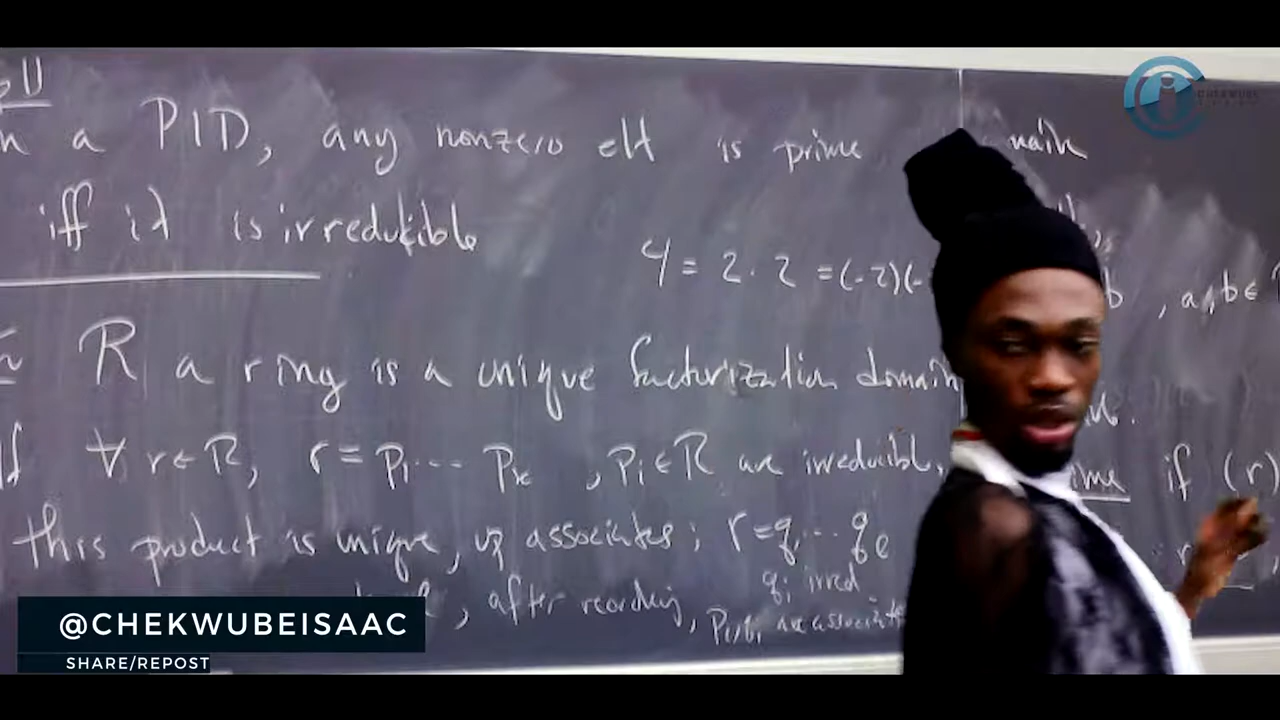 a PID, any nonzero elt is prime
iff it is irreducible
4 = 2 · 2 = (-2)(-
b , a, b ∈
R a ring is a unique factorization domain
∀ r ∈ R, r = p₁ ··· pₖ , pᵢ ∈ R are irreducible,
if (r)
this product is unique, up associates; r = q₁ ··· qₗ
qᵢ irred
, after reordering, pᵢ, qᵢ are associates
@CHEKWUBEISAAC
SHARE/REPOST